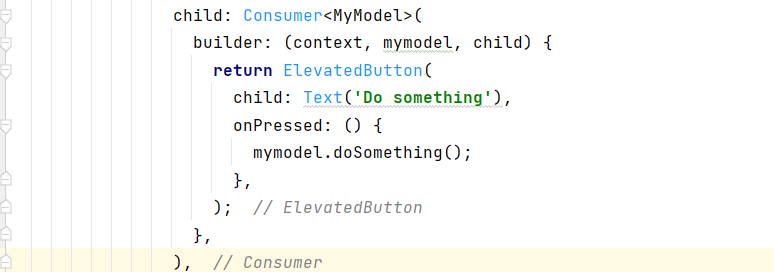 child: Consumer<MyModel>(
builder: (context, mymodel, child) {
return ElevatedButton(
child: Text('Do something'),
onPressed: () {
mymodel.doSomething();
},
);  // ElevatedButton
},
),  // Consumer